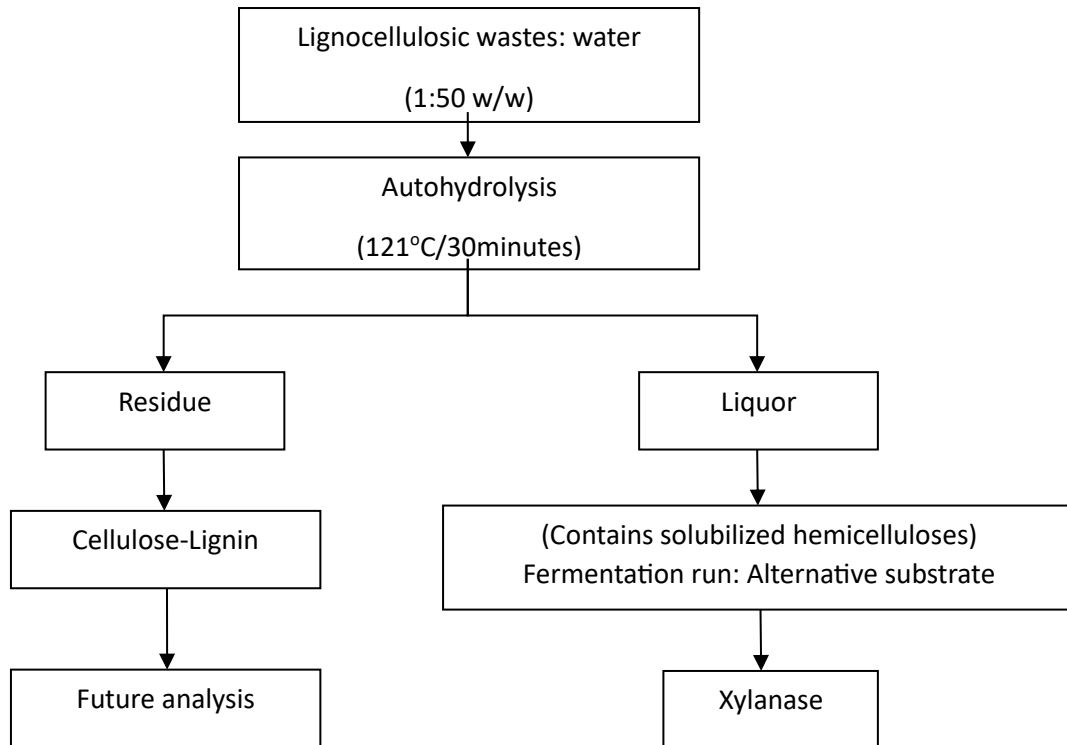 Lignocellulosic wastes: water
(1:50 w/w)
Autohydrolysis
(121°C/30minutes)
Residue
Liquor
Cellulose-Lignin
(Contains solubilized hemicelluloses)
Fermentation run: Alternative substrate
Future analysis
Xylanase